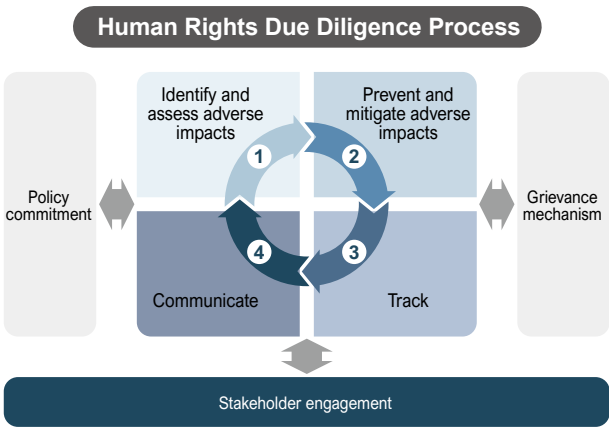 Human Rights Due Diligence Process
Identify and
assess adverse
impacts
Prevent and
mitigate adverse
impacts
1
2
Policy
commitment
Grievance
mechanism
4
3
Communicate
Track
Stakeholder engagement